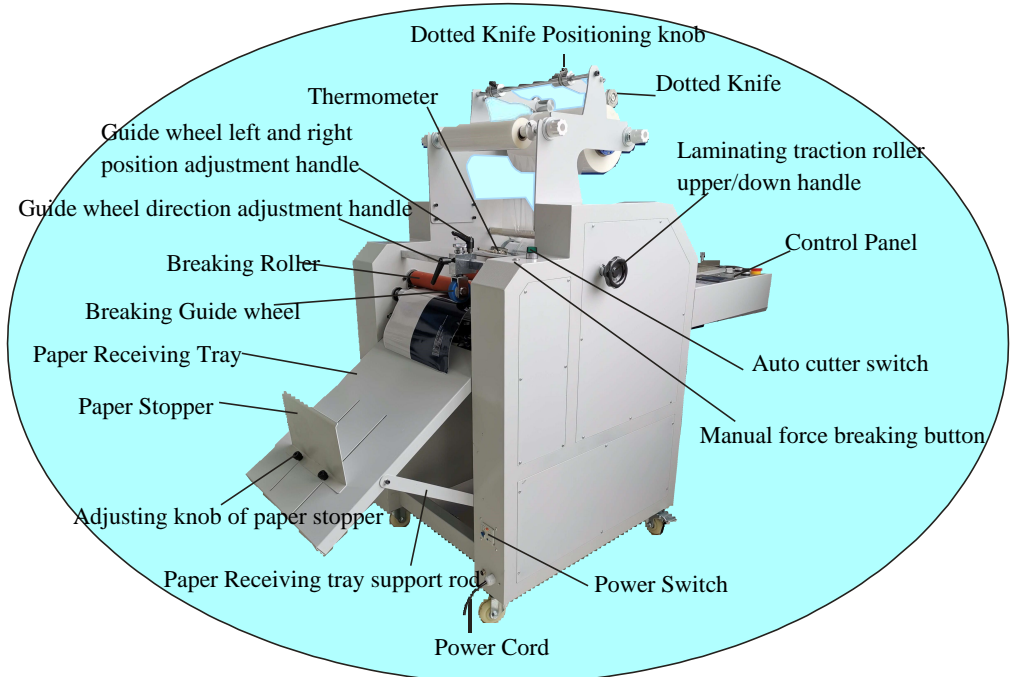 Dotted Knife Positioning knob
Dotted Knife
Thermometer
Guide wheel left and right
position adjustment handle
Laminating traction roller
upper/down handle
Guide wheel direction adjustment handle
Control Panel
Breaking Roller
Breaking Guide wheel
Paper Receiving Tray
Auto cutter switch
Paper Stopper
Manual force breaking button
Adjusting knob of paper stopper
Paper Receiving tray support rod
Power Switch
Power Cord